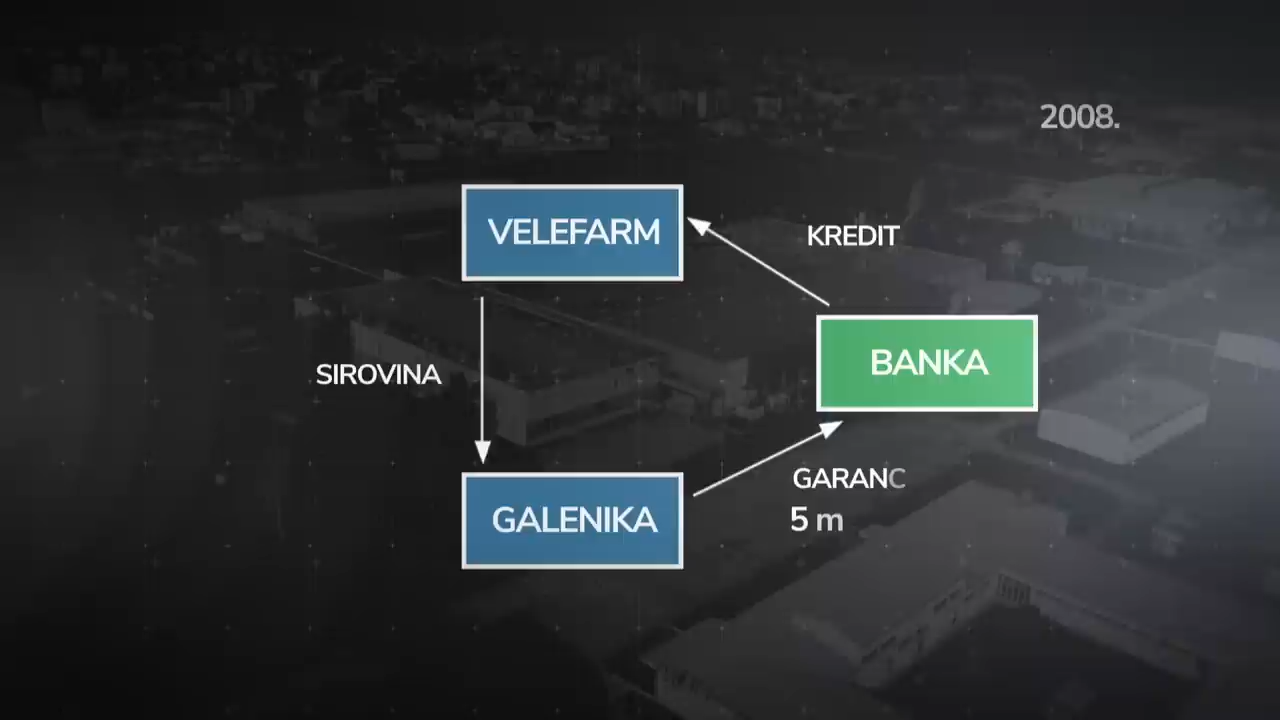 2008.
VELEFARM
KREDIT
BANKA
SIROVINA
GARANC
5 m
GALENIKA